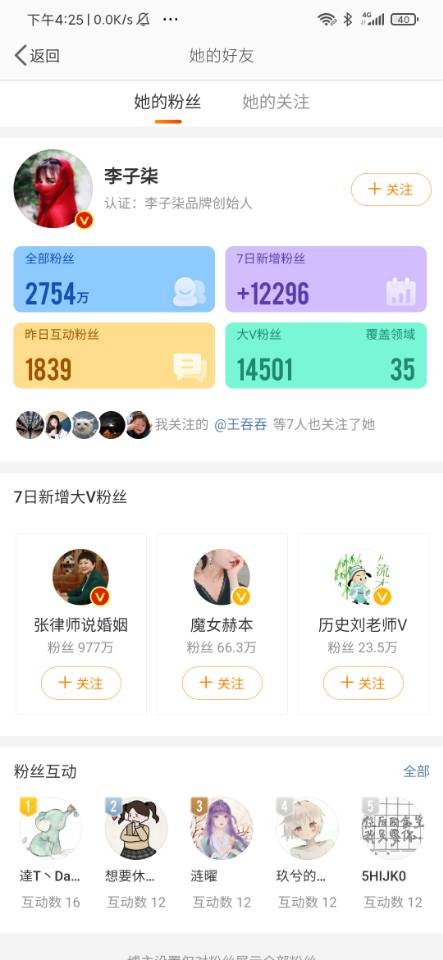 下午4:25 | 0.0K/s
4G
40
返回
她的好友
她的粉丝
她的关注
李子柒
认证：李子柒品牌创始人
+ 关注
全部粉丝
2754万
7日新增粉丝
+12296
昨日互动粉丝
1839
大V粉丝
覆盖领域
14501
35
我关注的 @王吞吞 等7人也关注了她
7日新增大V粉丝
张律师说婚姻
粉丝 977万
+ 关注
魔女赫本
粉丝 66.3万
+ 关注
历史刘老师V
粉丝 23.5万
+ 关注
粉丝互动
全部
1
2
3
4
5
達T丶Da...
想要休...
涟曜
玖兮的...
5HIJK0
互动数 16
互动数 12
互动数 12
互动数 12
互动数 12